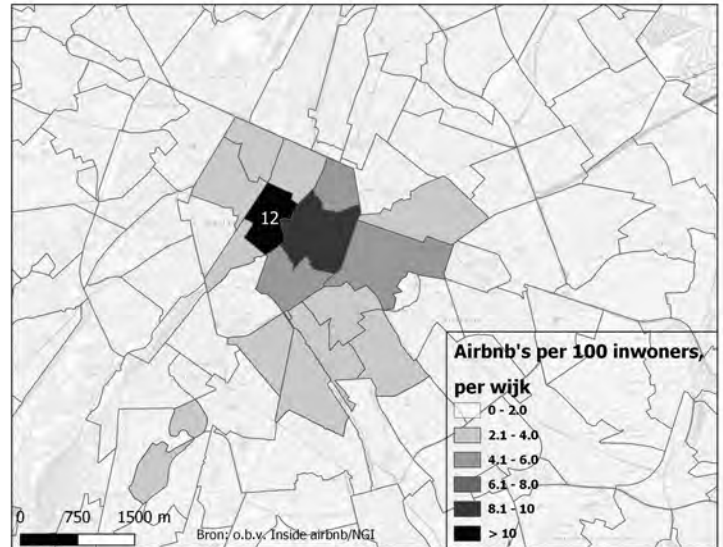 12
Airbnb's per 100 inwoners,
per wijk
0 - 2.0
2.1 - 4.0
4.1 - 6.0
6.1 - 8.0
8.1 - 10
> 10
0 750 1500 m
Bron: o.b.v. Inside airbnb/NGI